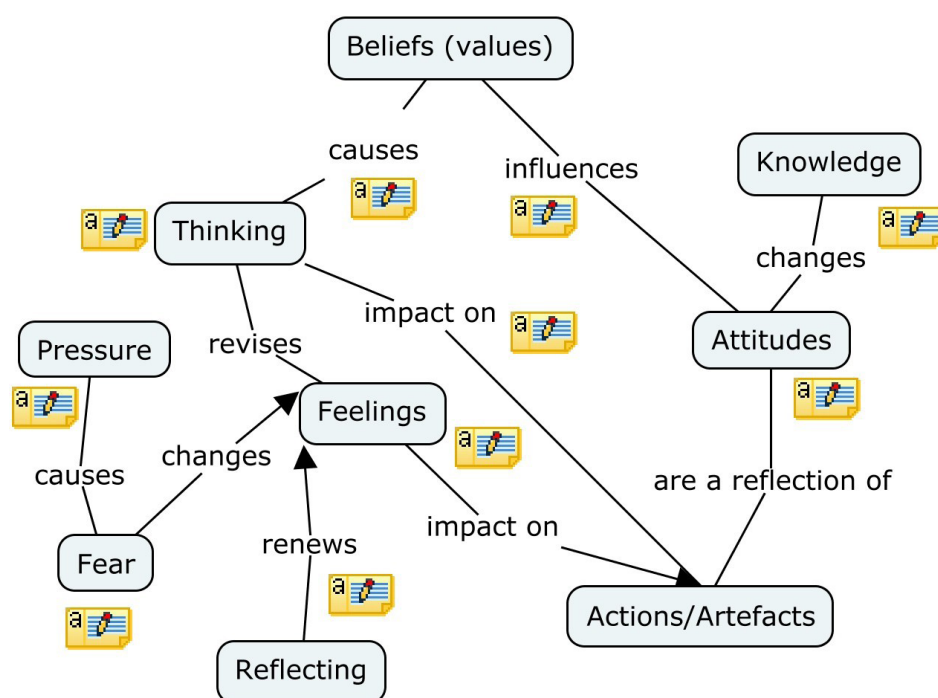 Beliefs (values)
causes
influences
Knowledge
Thinking
changes
impact on
Pressure
revises
Attitudes
Feelings
changes
causes
are a reflection of
impact on
renews
Fear
Actions/Artefacts
Reflecting
a
a
a
a
a
a
a
a
a
a